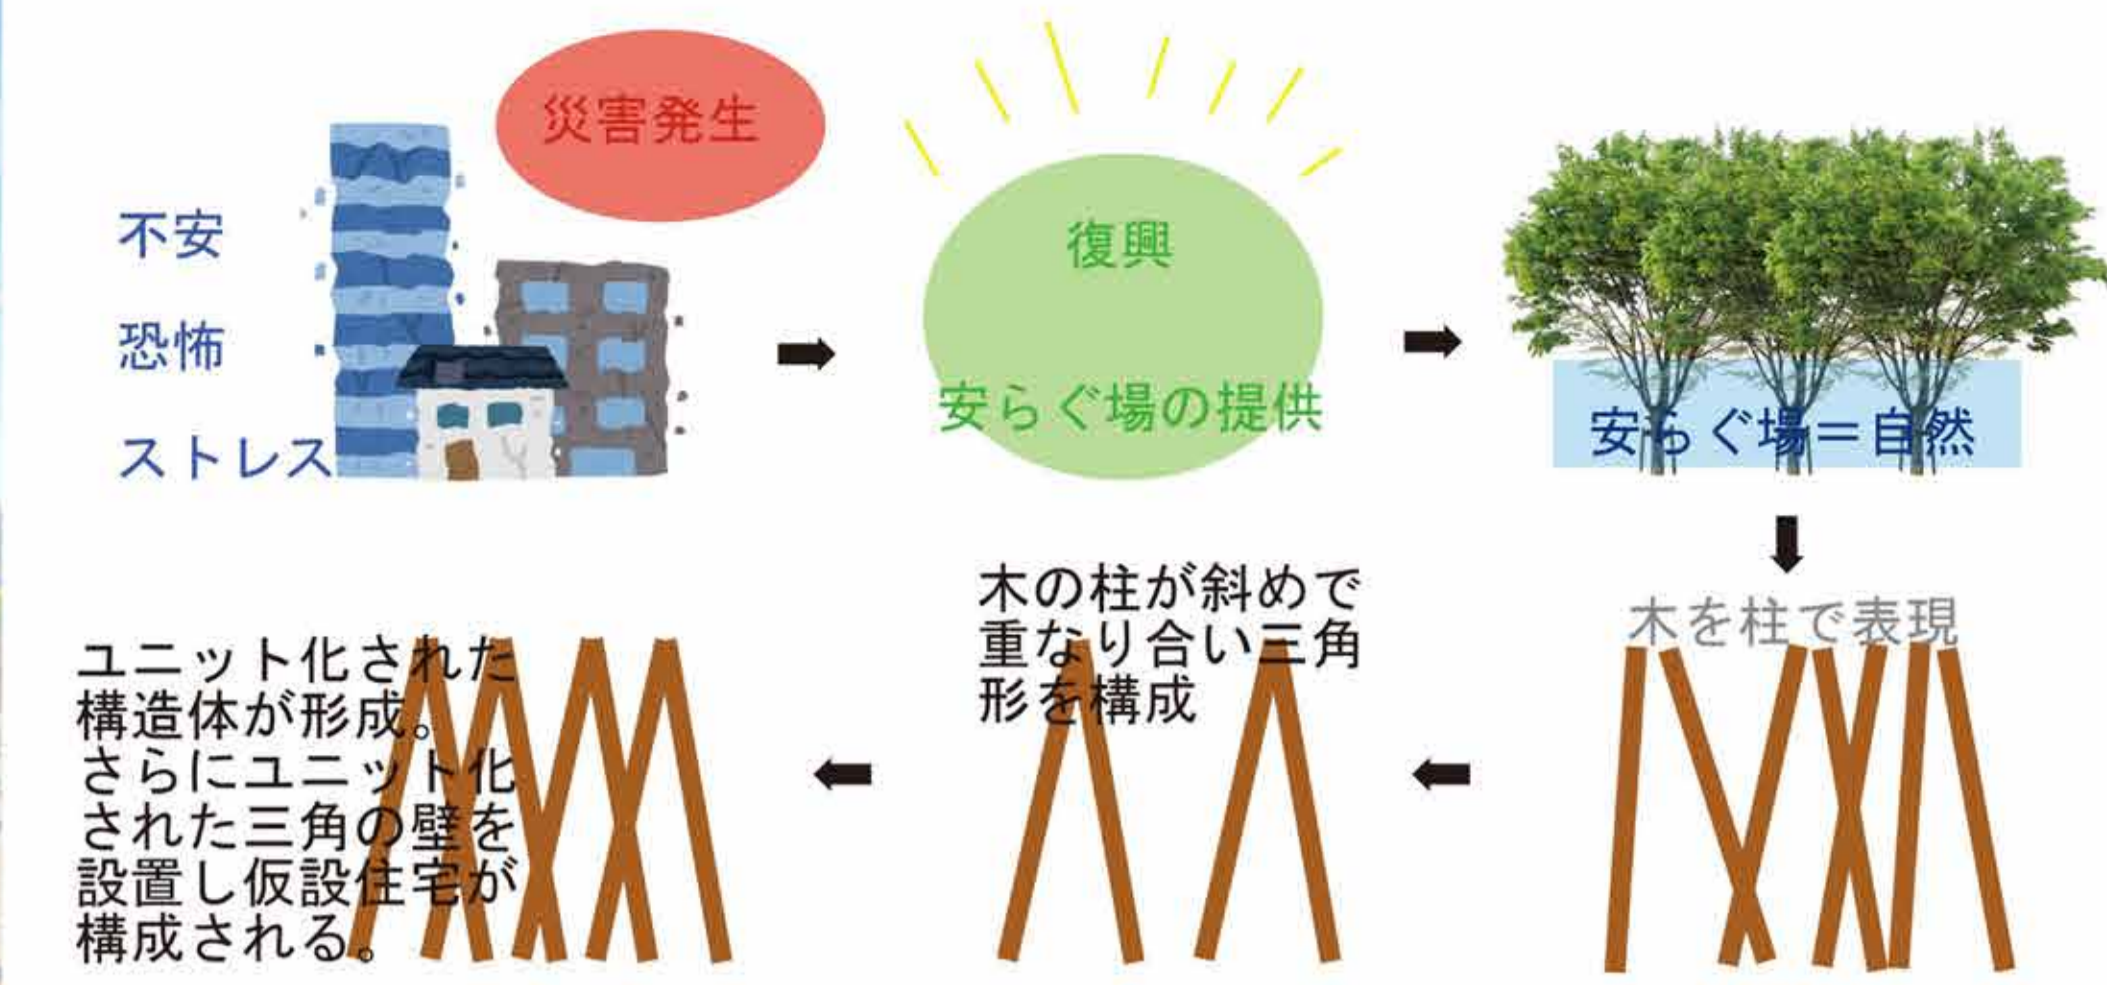 災害発生
不安
恐怖
ストレス
復興
安らぐ場の提供
安らぐ場＝自然
木を柱で表現
木の柱が斜めで
重なり合い三角
形を構成
ユニット化された
構造体が形成。
さらにユニット化
された三角の壁を
設置し仮設住宅が
構成される。